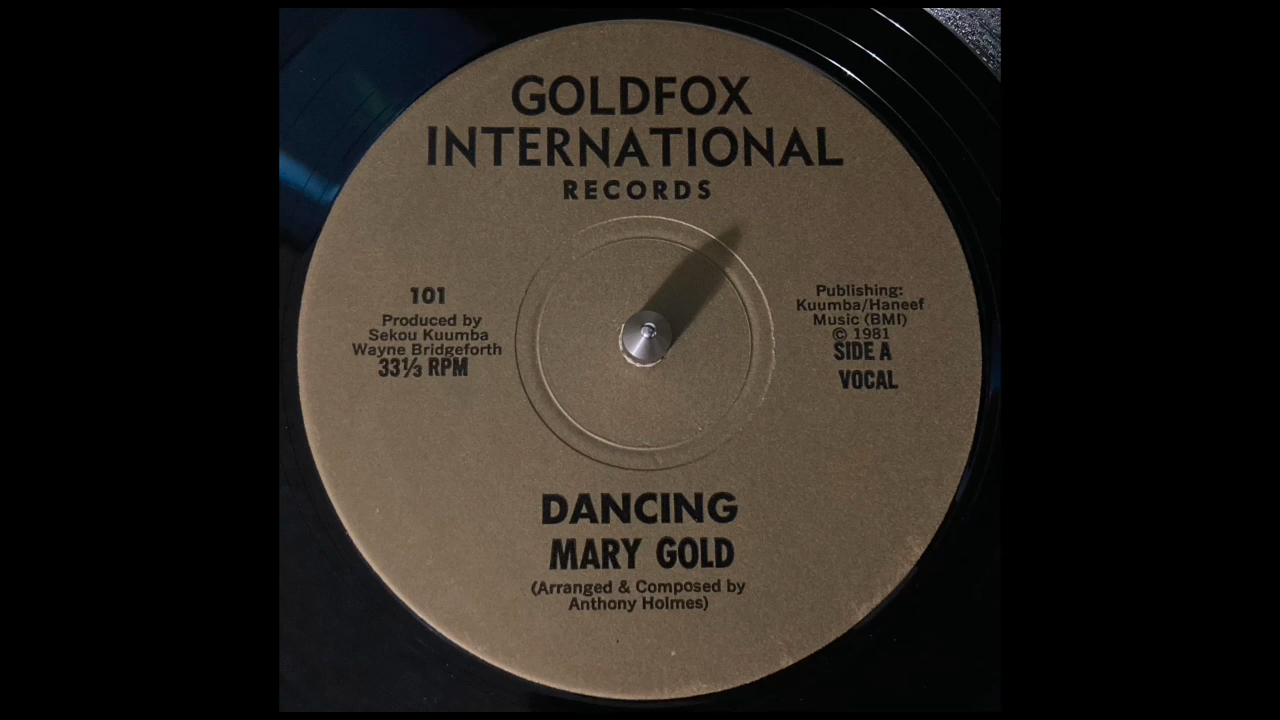 GOLDFOX
INTERNATIONAL
RECORDS
101
Produced by
Sekou Kuumba
Wayne Bridgeforth
33⅓ RPM
Publishing:
Kuumba/Haneef
Music (BMI)
© 1981
SIDE A
VOCAL
DANCING
MARY GOLD
(Arranged & Composed by
Anthony Holmes)